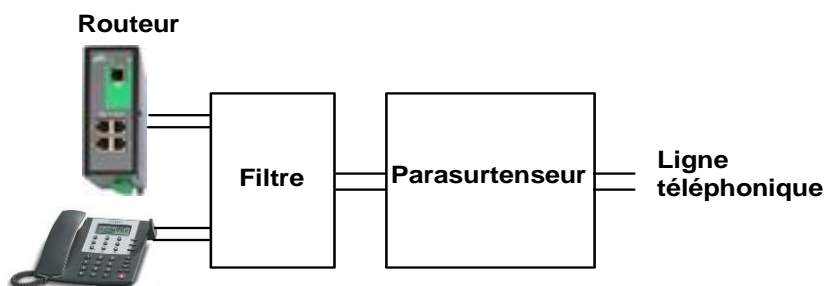 Routeur
Filtre
Parasurtenseur
Ligne
téléphonique